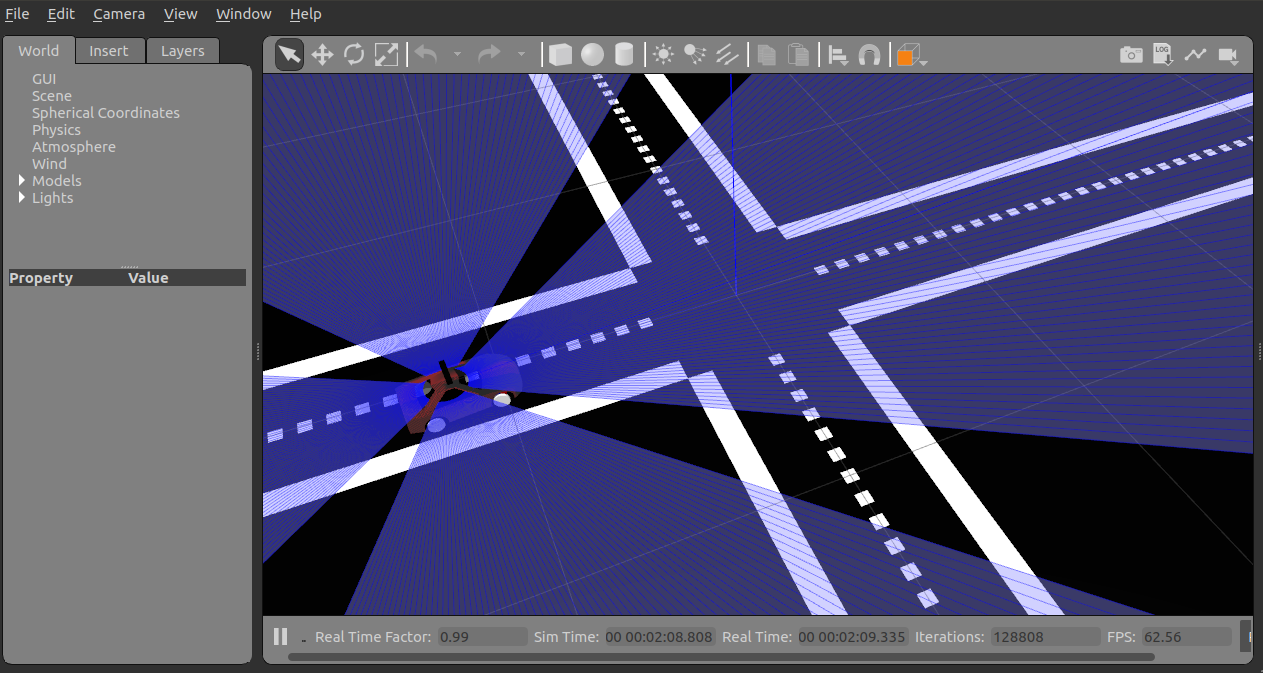 File Edit Camera View Window Help
World Insert Layers
LOG
GUI
Scene
Spherical Coordinates
Physics
Atmosphere
Wind
Models
Lights
Property Value
Real Time Factor: 0.99 Sim Time: 00 00:02:08.808 Real Time: 00 00:02:09.335 Iterations: 128808 FPS: 62.56